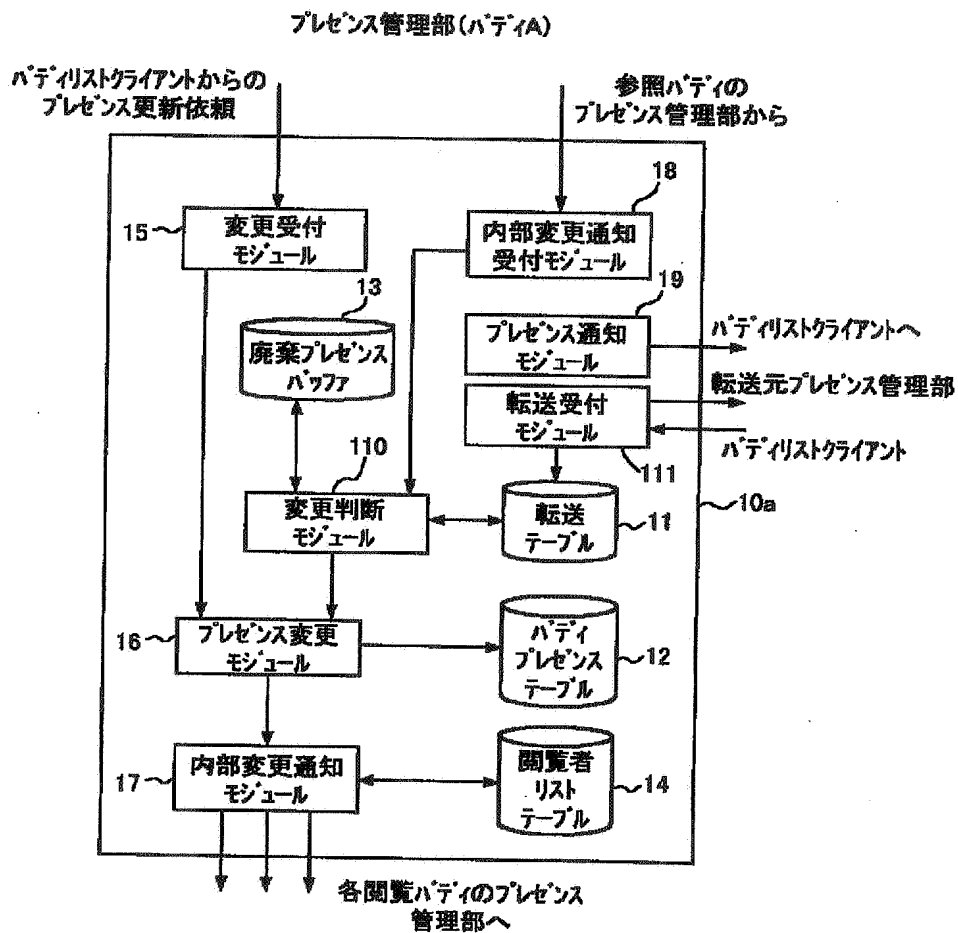 プレゼンス管理部(バディA)
バディリストクライアントからの
プレゼンス更新依頼
参照バディの
プレゼンス管理部から
15
変更受付
モジュール
18
内部変更通知
受付モジュール
13
廃棄プレゼンス
バッファ
19
プレゼンス通知
モジュール
バディリストクライアントへ
転送受付
モジュール
転送元プレゼンス管理部
バディリストクライアント
111
110
変更判断
モジュール
転送
テーブル
11
10a
16
プレゼンス変更
モジュール
バディ
プレゼンス
テーブル
12
17
内部変更通知
モジュール
閲覧者
リスト
テーブル
14
各閲覧バディのプレゼンス
管理部へ